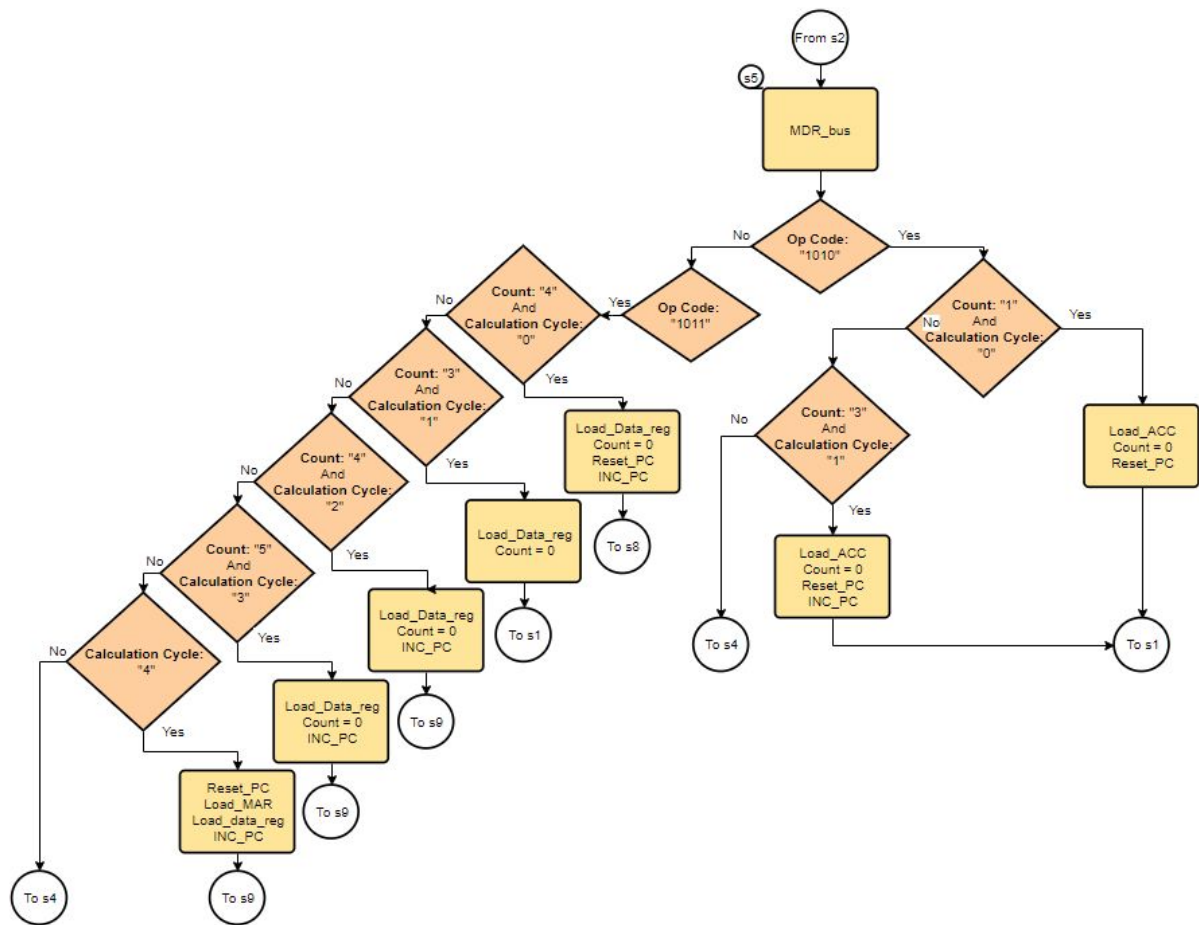 From s2
s5
MDR_bus
Op Code:
"1010"
No
Yes
Op Code:
"1011"
Yes
Count: "4"
And
Calculation Cycle:
"0"
No
Yes
Load_Data_reg
Count = 0
Reset_PC
INC_PC
To s8
Count: "3"
And
Calculation Cycle:
"1"
No
Yes
Load_Data_reg
Count = 0
To s1
Count: "4"
And
Calculation Cycle:
"2"
No
Yes
Load_Data_reg
Count = 0
INC_PC
To s9
Count: "5"
And
Calculation Cycle:
"3"
No
Yes
Load_Data_reg
Count = 0
INC_PC
To s9
Calculation Cycle:
"4"
No
Yes
Reset_PC
Load_MAR
Load_data_reg
INC_PC
To s9
To s4
Count: "1"
And
Calculation Cycle:
"0"
No
Yes
Load_ACC
Count = 0
Reset_PC
To s1
Count: "3"
And
Calculation Cycle:
"1"
No
Yes
Load_ACC
Count = 0
Reset_PC
INC_PC
To s4